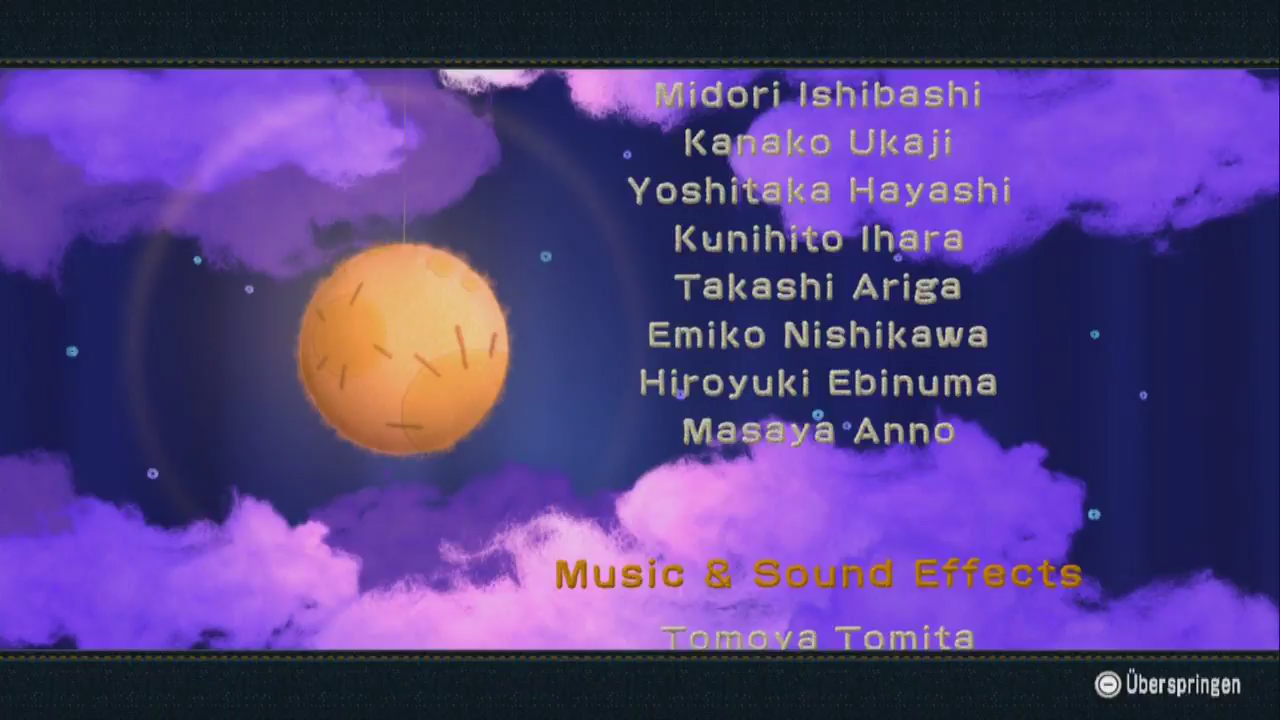 Midori Ishibashi
Kanako Ukaji
Yoshitaka Hayashi
Kunihito Ihara
Takashi Ariga
Emiko Nishikawa
Hiroyuki Ebinuma
Masaya Anno
Music & Sound Effects
Tomoya Tomita
Überspringen